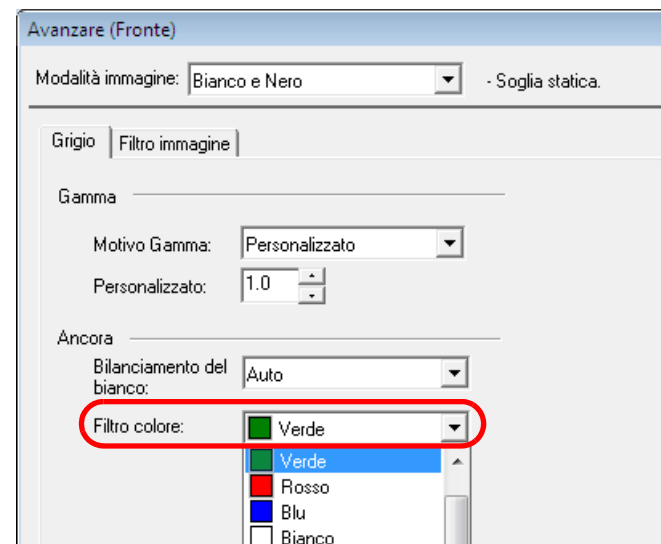 Avanzare (Fronte)
Modalità immagine: Bianco e Nero - Soglia statica.
Grigio Filtro immagine
Gamma
Motivo Gamma: Personalizzato
Personalizzato: 1.0
Ancora
Bilanciamento del bianco: Auto
Filtro colore: Verde
Verde
Rosso
Blu
Bianco